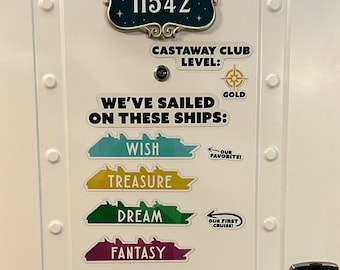 11542
CASTAWAY CLUB
LEVEL:
GOLD
WE'VE SAILED
ON THESE SHIPS:
WISH
OUR
FAVORITE!
TREASURE
DREAM
OUR FIRST
CRUISE!
FANTASY